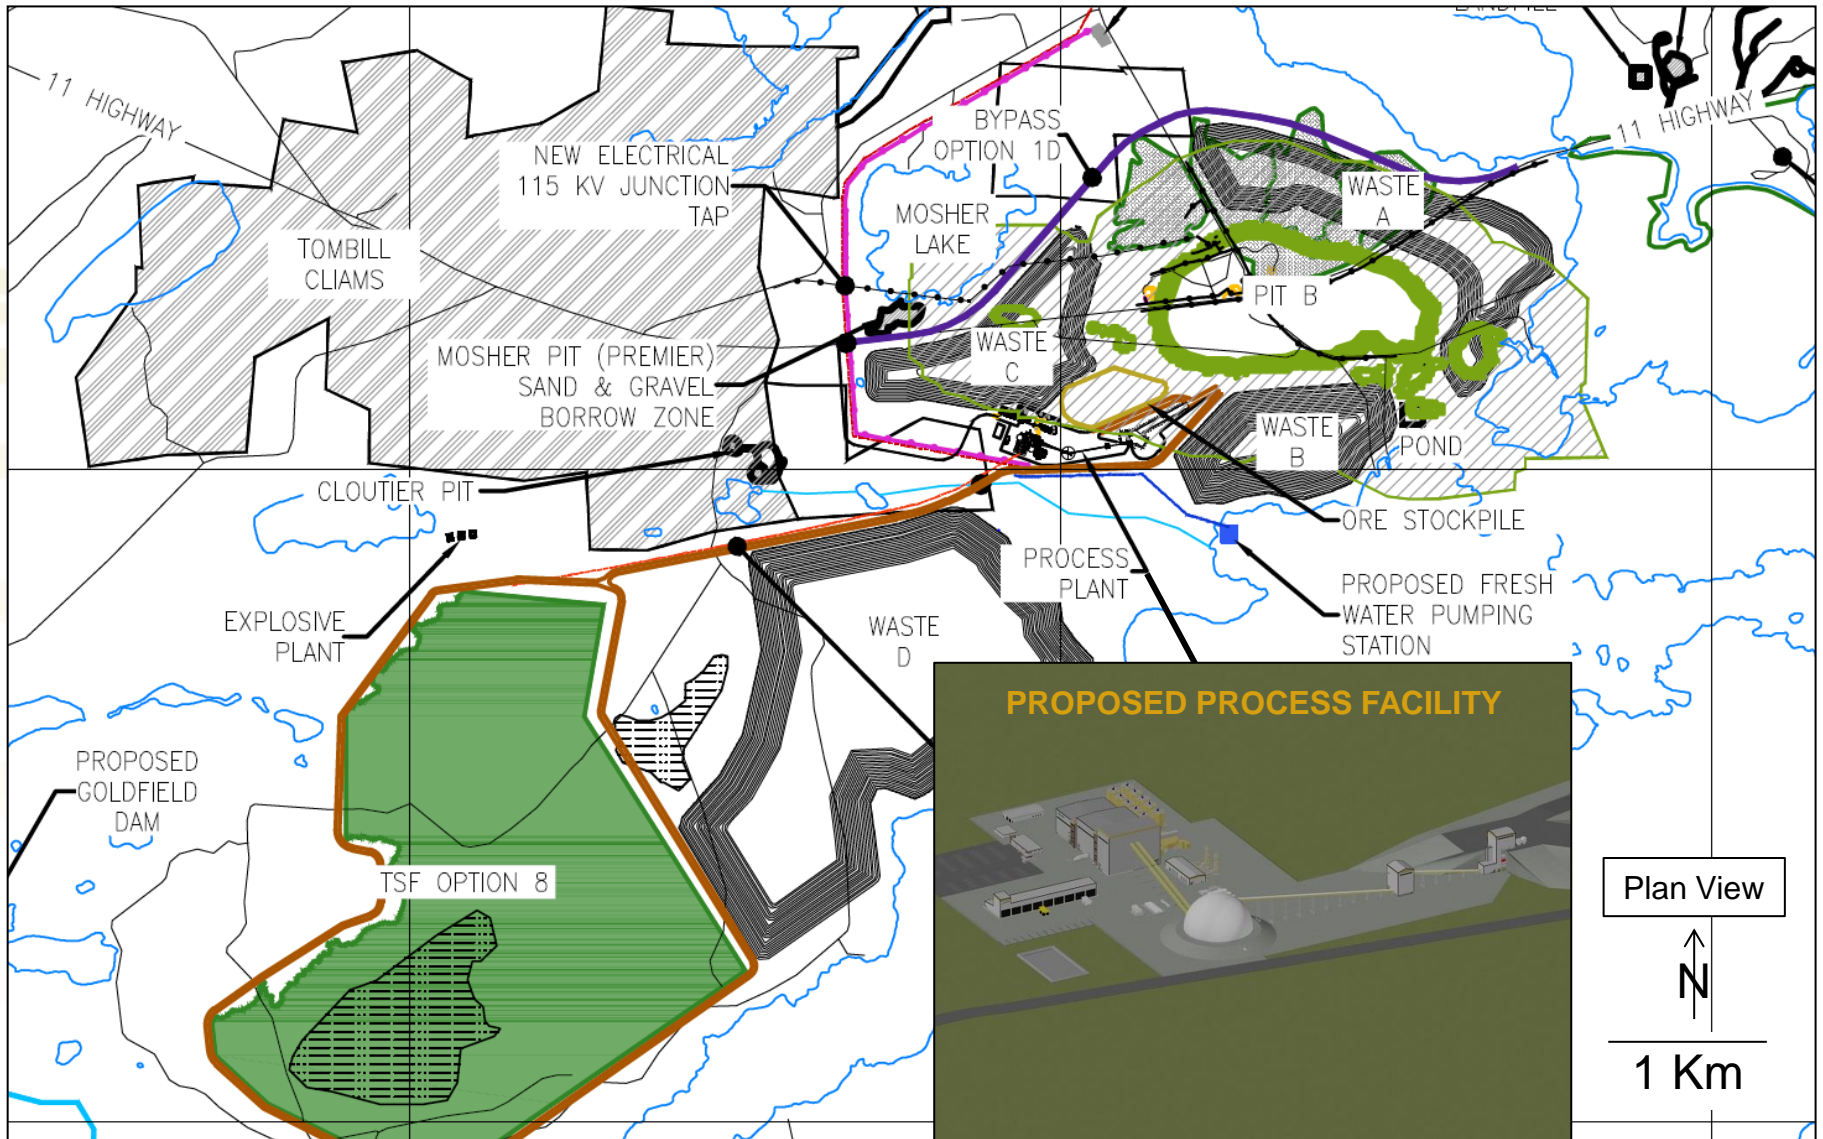 LANDFILL
11 HIGHWAY
11 HIGHWAY
BYPASS
OPTION 1D
NEW ELECTRICAL
115 KV JUNCTION
TAP
WASTE
A
MOSHER
LAKE
TOMBILL
CLIAMS
PIT B
MOSHER PIT (PREMIER)
SAND & GRAVEL
BORROW ZONE
WASTE
C
WASTE
B
POND
CLOUTIER PIT
ORE STOCKPILE
PROCESS
PLANT
PROPOSED FRESH
WATER PUMPING
STATION
EXPLOSIVE
PLANT
WASTE
D
PROPOSED PROCESS FACILITY
PROPOSED
GOLDFIELD
DAM
TSF OPTION 8
Plan View
N
1 Km